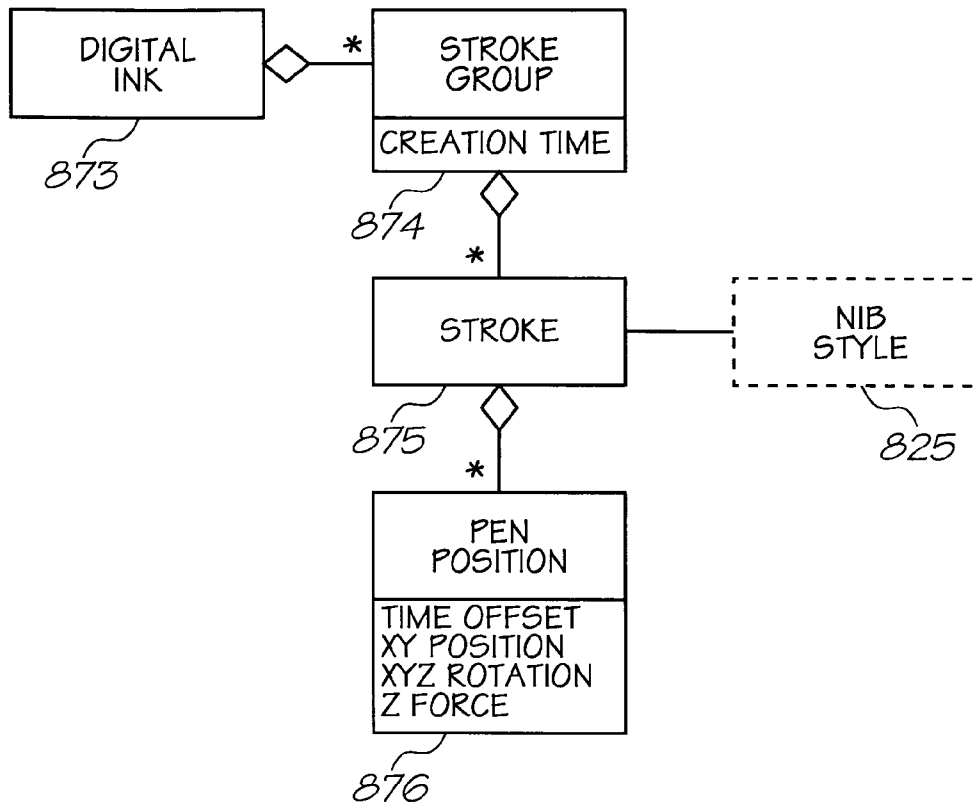 DIGITAL
INK
873
*
STROKE
GROUP
CREATION TIME
874
*
STROKE
875
NIB
STYLE
825
*
PEN
POSITION
TIME OFFSET
XY POSITION
XYZ ROTATION
Z FORCE
876